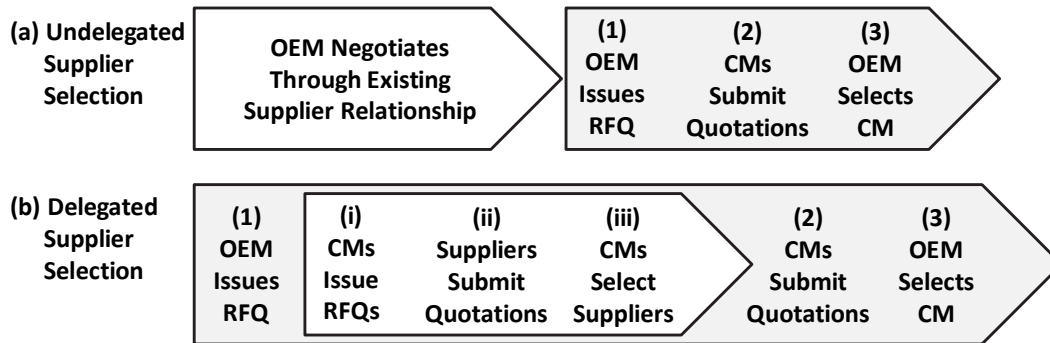 (a) Undelegated
Supplier
Selection
OEM Negotiates
Through Existing
Supplier Relationship
(1)
OEM
Issues
RFQ
(2)
CMs
Submit
Quotations
(3)
OEM
Selects
CM
(b) Delegated
Supplier
Selection
(1)
OEM
Issues
RFQ
(i)
CMs
Issue
RFQs
(ii)
Suppliers
Submit
Quotations
(iii)
CMs
Select
Suppliers
(2)
CMs
Submit
Quotations
(3)
OEM
Selects
CM